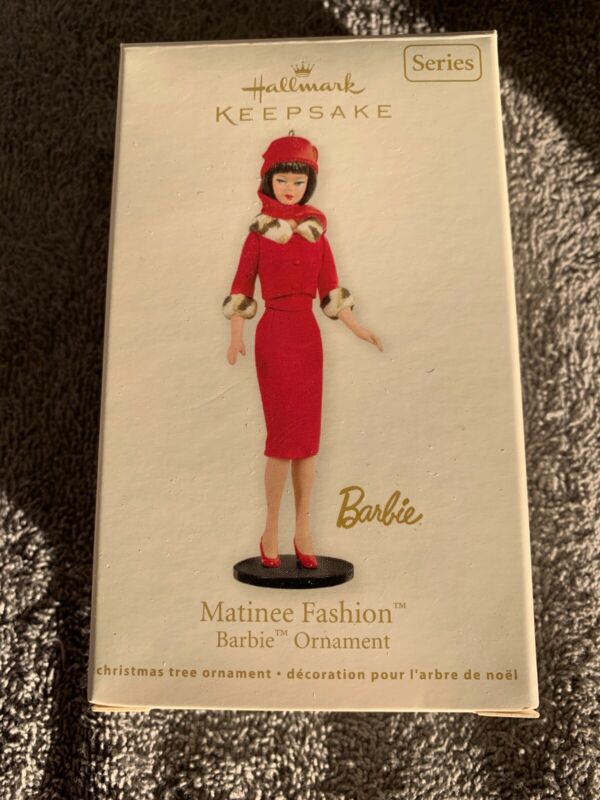 Series
Hallmark
KEEPSAKE
Barbie
Matinee Fashion™
Barbie™ Ornament
christmas tree ornament • décoration pour l'arbre de noël